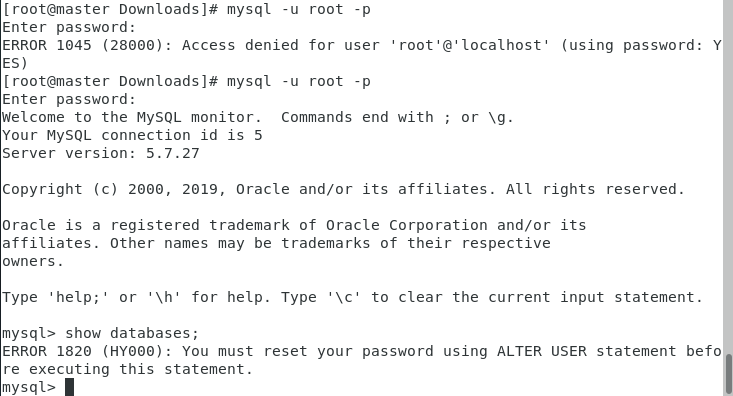 [root@master Downloads]# mysql -u root -p
Enter password:
ERROR 1045 (28000): Access denied for user 'root'@'localhost' (using password: Y
ES)
[root@master Downloads]# mysql -u root -p
Enter password:
Welcome to the MySQL monitor.  Commands end with ; or \g.
Your MySQL connection id is 5
Server version: 5.7.27
Copyright (c) 2000, 2019, Oracle and/or its affiliates. All rights reserved.
Oracle is a registered trademark of Oracle Corporation and/or its
affiliates. Other names may be trademarks of their respective
owners.
Type 'help;' or '\h' for help. Type '\c' to clear the current input statement.
mysql> show databases;
ERROR 1820 (HY000): You must reset your password using ALTER USER statement befo
re executing this statement.
mysql>